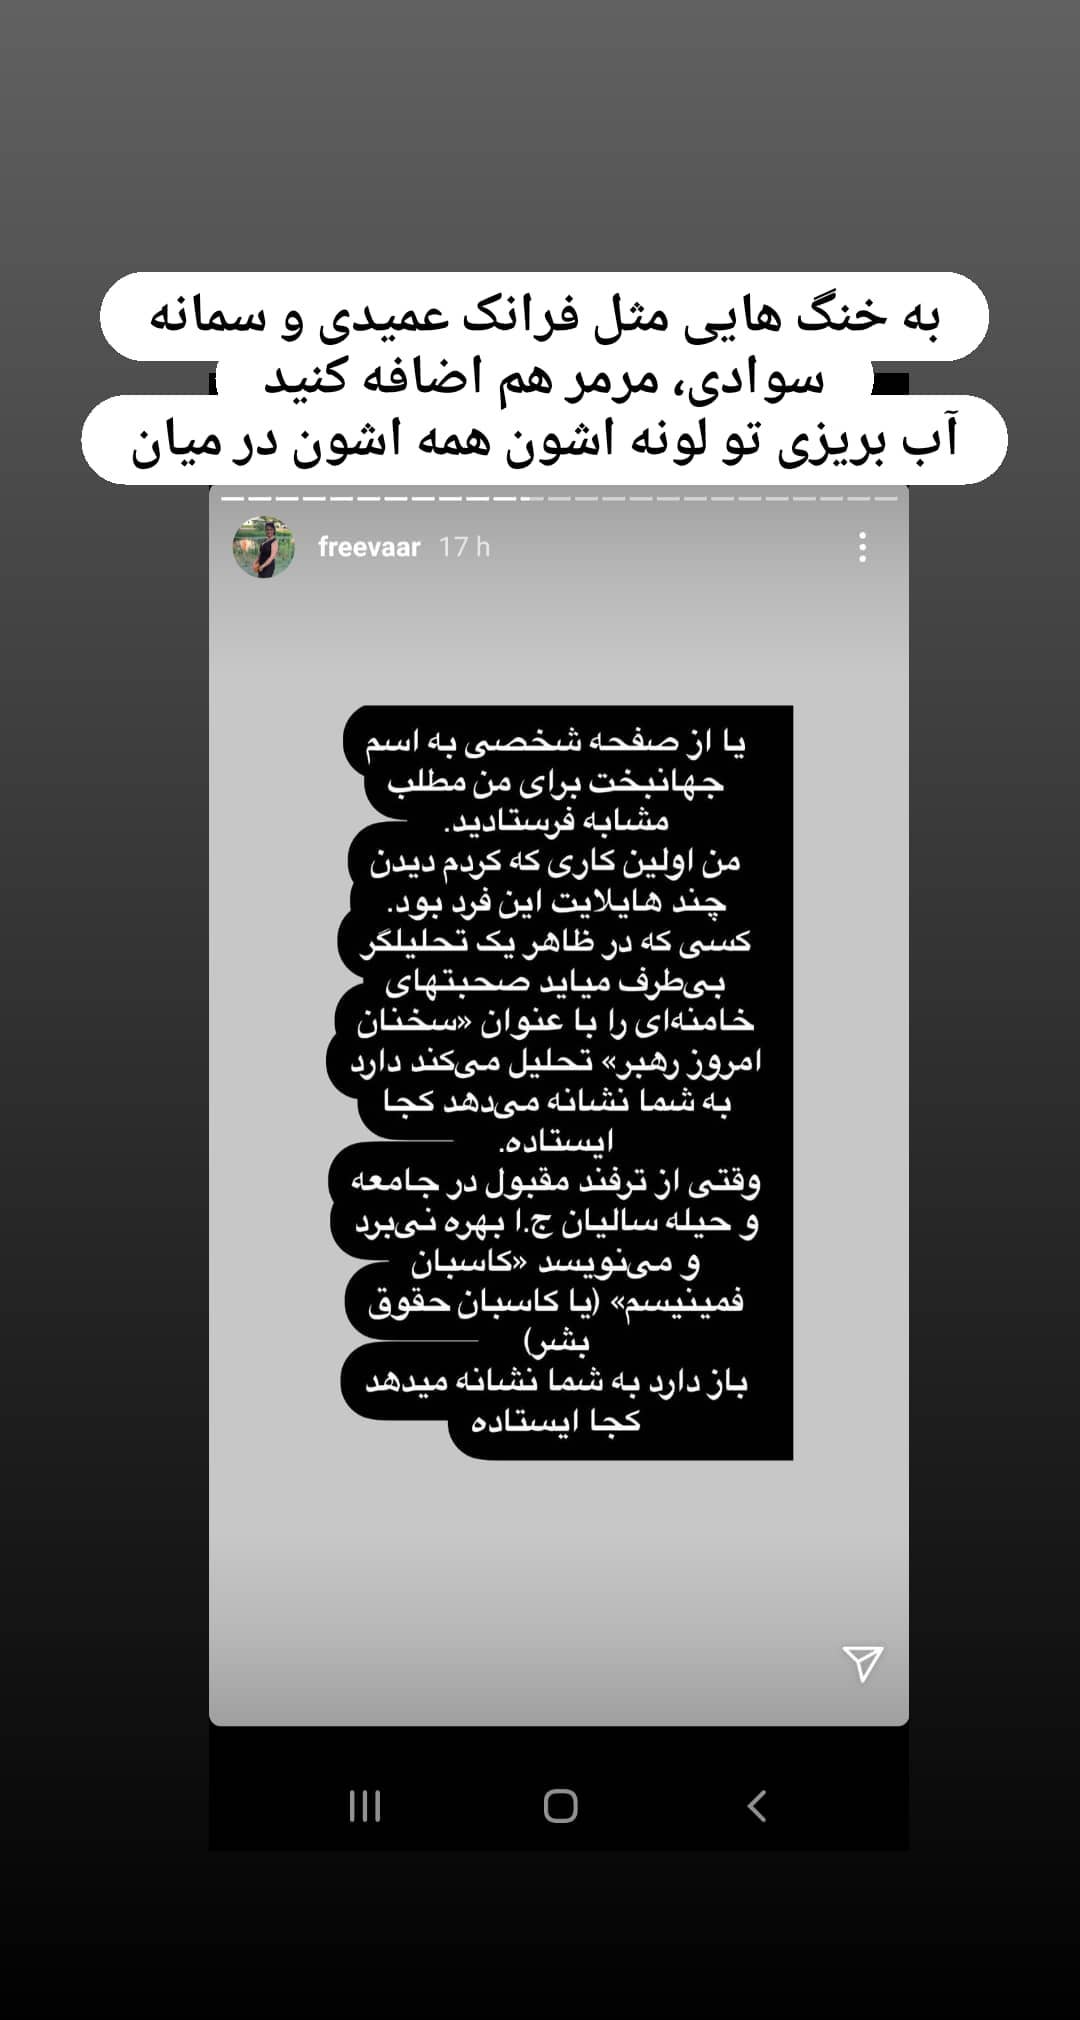 به خنگ هایی مثل فرانک عمیدی و سمانه
سوادی، مرمر هم اضافه کنید
آب بریزی تو لونه اشون همه اشون در میان
freevaar 17 h
یا از صفحه شخصی به اسم
جهانبخت برای من مطلب
مشابه فرستادید.
من اولین کاری که کردم دیدن
چند هایلایت این فرد بود.
کسی که در ظاهر یک تحلیلگر
بی‌طرف میاید صحبتهای
خامنه‌ای را با عنوان «سخنان
امروز رهبر» تحلیل می‌کند دارد
به شما نشانه می‌دهد کجا
ایستاده.
وقتی از ترفند مقبول در جامعه
و حیله سالیان ج.ا بهره نی‌برد
و می‌نویسد «کاسبان
فمینیسم» (یا کاسبان حقوق
بشر)
باز دارد به شما نشانه میدهد
کجا ایستاده